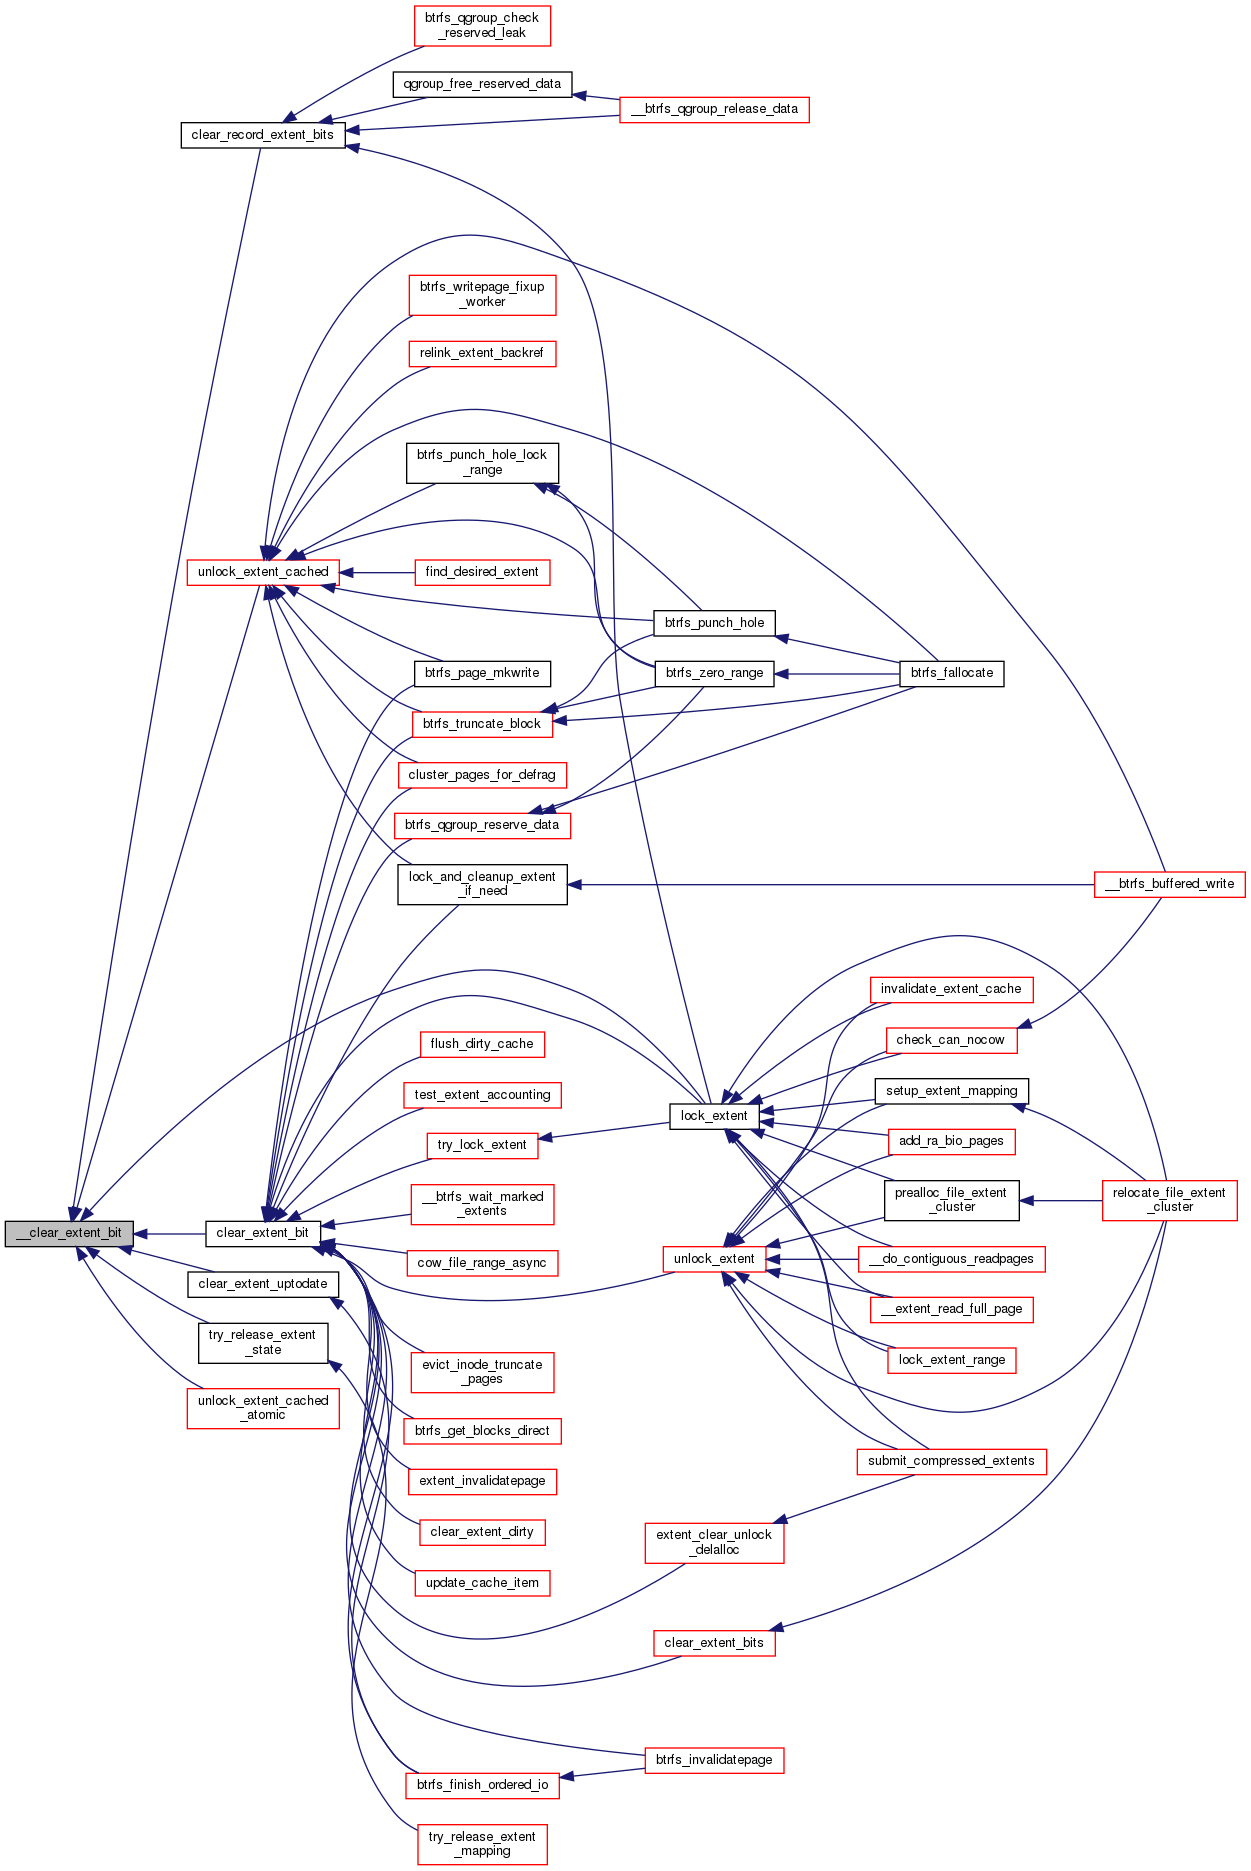 btrfs_qgroup_check
_reserved_leak
qgroup_free_reserved_data
__btrfs_qgroup_release_data
clear_record_extent_bits
btrfs_writepage_fixup
_worker
relink_extent_backref
btrfs_punch_hole_lock
_range
unlock_extent_cached
find_desired_extent
btrfs_punch_hole
btrfs_page_mkwrite
btrfs_zero_range
btrfs_fallocate
btrfs_truncate_block
cluster_pages_for_defrag
btrfs_qgroup_reserve_data
lock_and_cleanup_extent
_if_need
__btrfs_buffered_write
invalidate_extent_cache
flush_dirty_cache
check_can_nocow
test_extent_accounting
setup_extent_mapping
lock_extent
try_lock_extent
add_ra_bio_pages
__btrfs_wait_marked
_extents
prealloc_file_extent
_cluster
relocate_file_extent
_cluster
__clear_extent_bit
clear_extent_bit
cow_file_range_async
unlock_extent
__do_contiguous_readpages
clear_extent_uptodate
__extent_read_full_page
try_release_extent
_state
evict_inode_truncate
_pages
lock_extent_range
unlock_extent_cached
_atomic
btrfs_get_blocks_direct
submit_compressed_extents
extent_invalidatepage
clear_extent_dirty
extent_clear_unlock
_delalloc
update_cache_item
clear_extent_bits
btrfs_invalidatepage
btrfs_finish_ordered_io
try_release_extent
_mapping